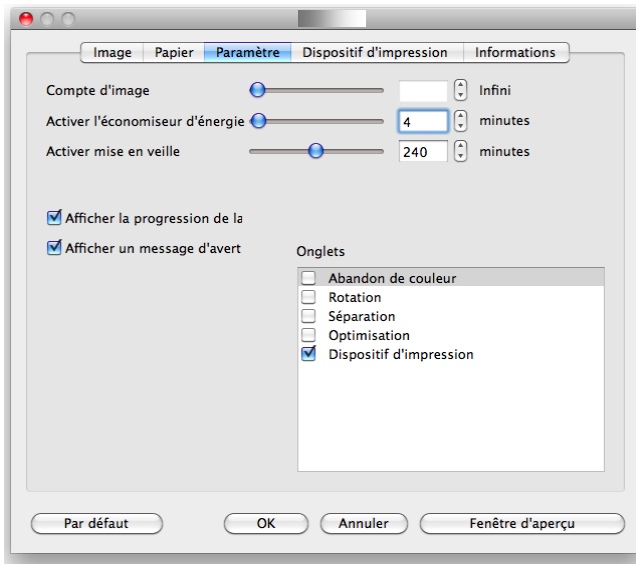 Image Papier Paramètre Dispositif d'impression Informations
Compte d'image Infini
Activer l'économiseur d'énergie 4 minutes
Activer mise en veille 240 minutes
Afficher la progression de la
Afficher un message d'avert
Onglets
Abandon de couleur
Rotation
Séparation
Optimisation
Dispositif d'impression
Par défaut OK Annuler Fenêtre d'aperçu